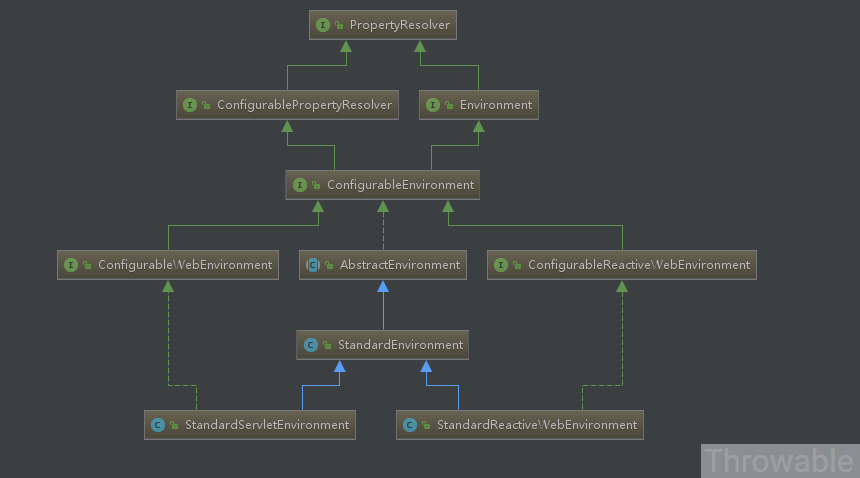 PropertyResolver
ConfigurablePropertyResolver
Environment
ConfigurableEnvironment
ConfigurableWebEnvironment
AbstractEnvironment
ConfigurableReactiveWebEnvironment
StandardEnvironment
StandardServletEnvironment
StandardReactiveWebEnvironment
Throwable